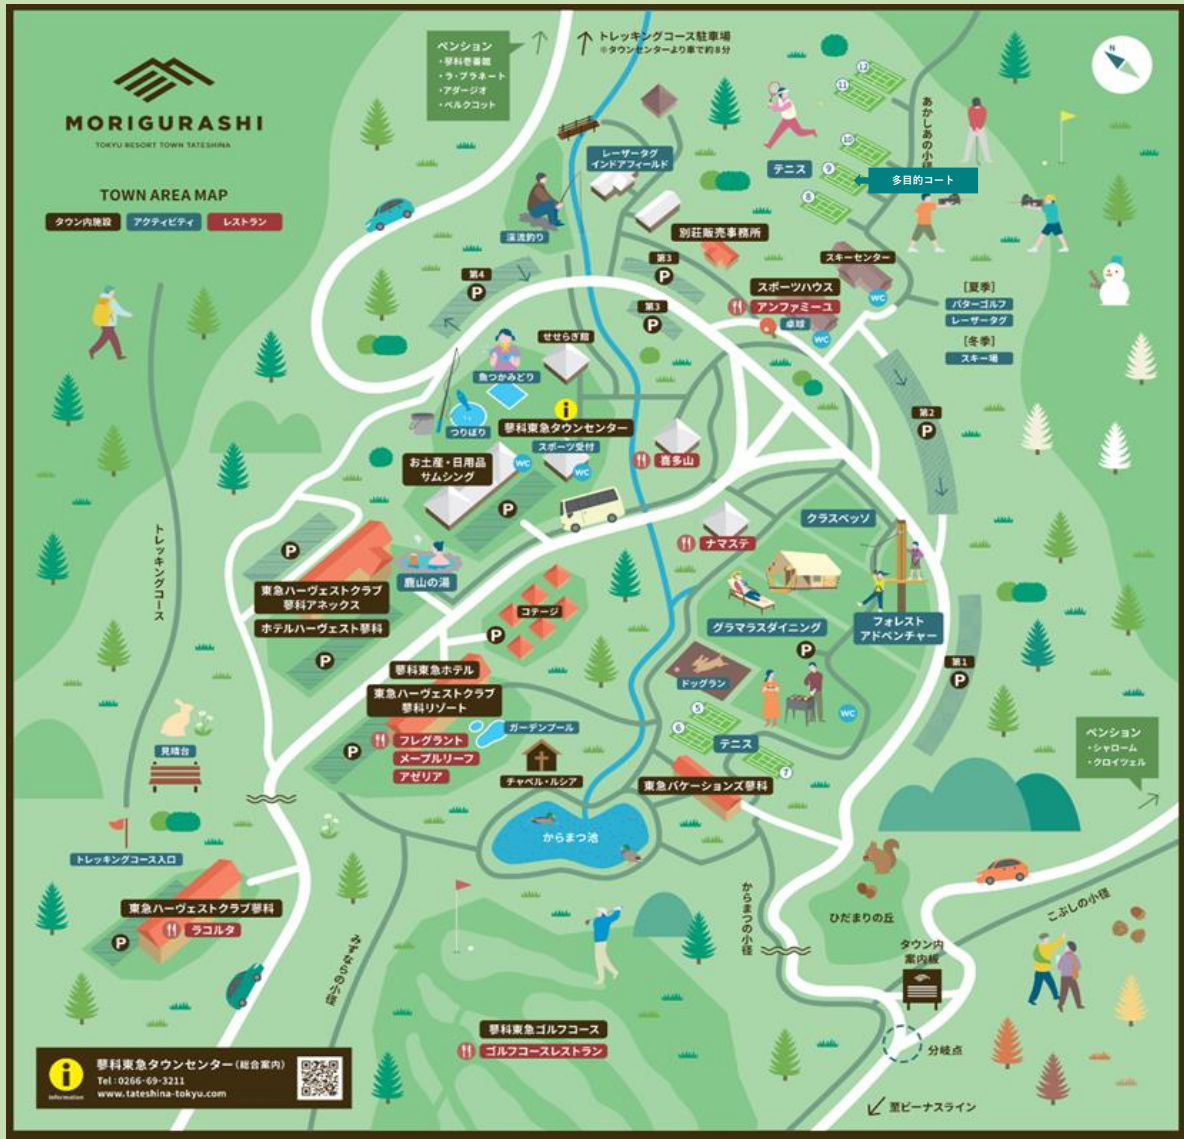 MORIGURASHI
TOKYU RESORT TOWN TATESHINA
TOWN AREA MAP
タウン内施設
アクティビティ
レストラン
ペンション
・蓼科壱番館
・ラ・プラネート
・アダージオ
・ベルクコット
トレッキングコース駐車場
※タウンセンターより車で約8分
N
レーザータグ
インドアフィールド
テニス
12
11
10
9
8
多目的コート
あかしあの小径
渓流釣り
別荘販売事務所
スキーセンター
WC
第4
P
第3
P
第3
P
スポーツハウス
アンファミーユ
卓球
WC
[夏季]
パターゴルフ
レーザータグ
[冬季]
スキー場
せせらぎ館
魚つかみどり
つりぼり
i
蓼科東急タウンセンター
スポーツ受付
WC
WC
お土産・日用品
サムシング
P
喜多山
第2
P
ナマステ
クラスベッソ
トレッキングコース
P
鹿山の湯
東急ハーヴェストクラブ
蓼科アネックス
ホテルハーヴェスト蓼科
P
コテージ
P
グラマラスダイニング
P
フォレスト
アドベンチャー
第1
P
蓼科東急ホテル
東急ハーヴェストクラブ
蓼科リゾート
フレグラント
メープルリーフ
アゼリア
P
ガーデンプール
チャペル・ルシア
ドッグラン
WC
5
6
テニス
7
東急バケーションズ蓼科
見晴台
ペンション
・シャローム
・クロイツェル
からまつ池
トレッキングコース入口
東急ハーヴェストクラブ蓼科
ラコルタ
P
みずならの小径
からまつの小径
ひだまりの丘
こぶしの小径
タウン内
案内板
分岐点
蓼科東急ゴルフコース
ゴルフコースレストラン
i
Information
蓼科東急タウンセンター(総合案内)
Tel:0266-69-3211
www.tateshina-tokyu.com
至ビーナスライン